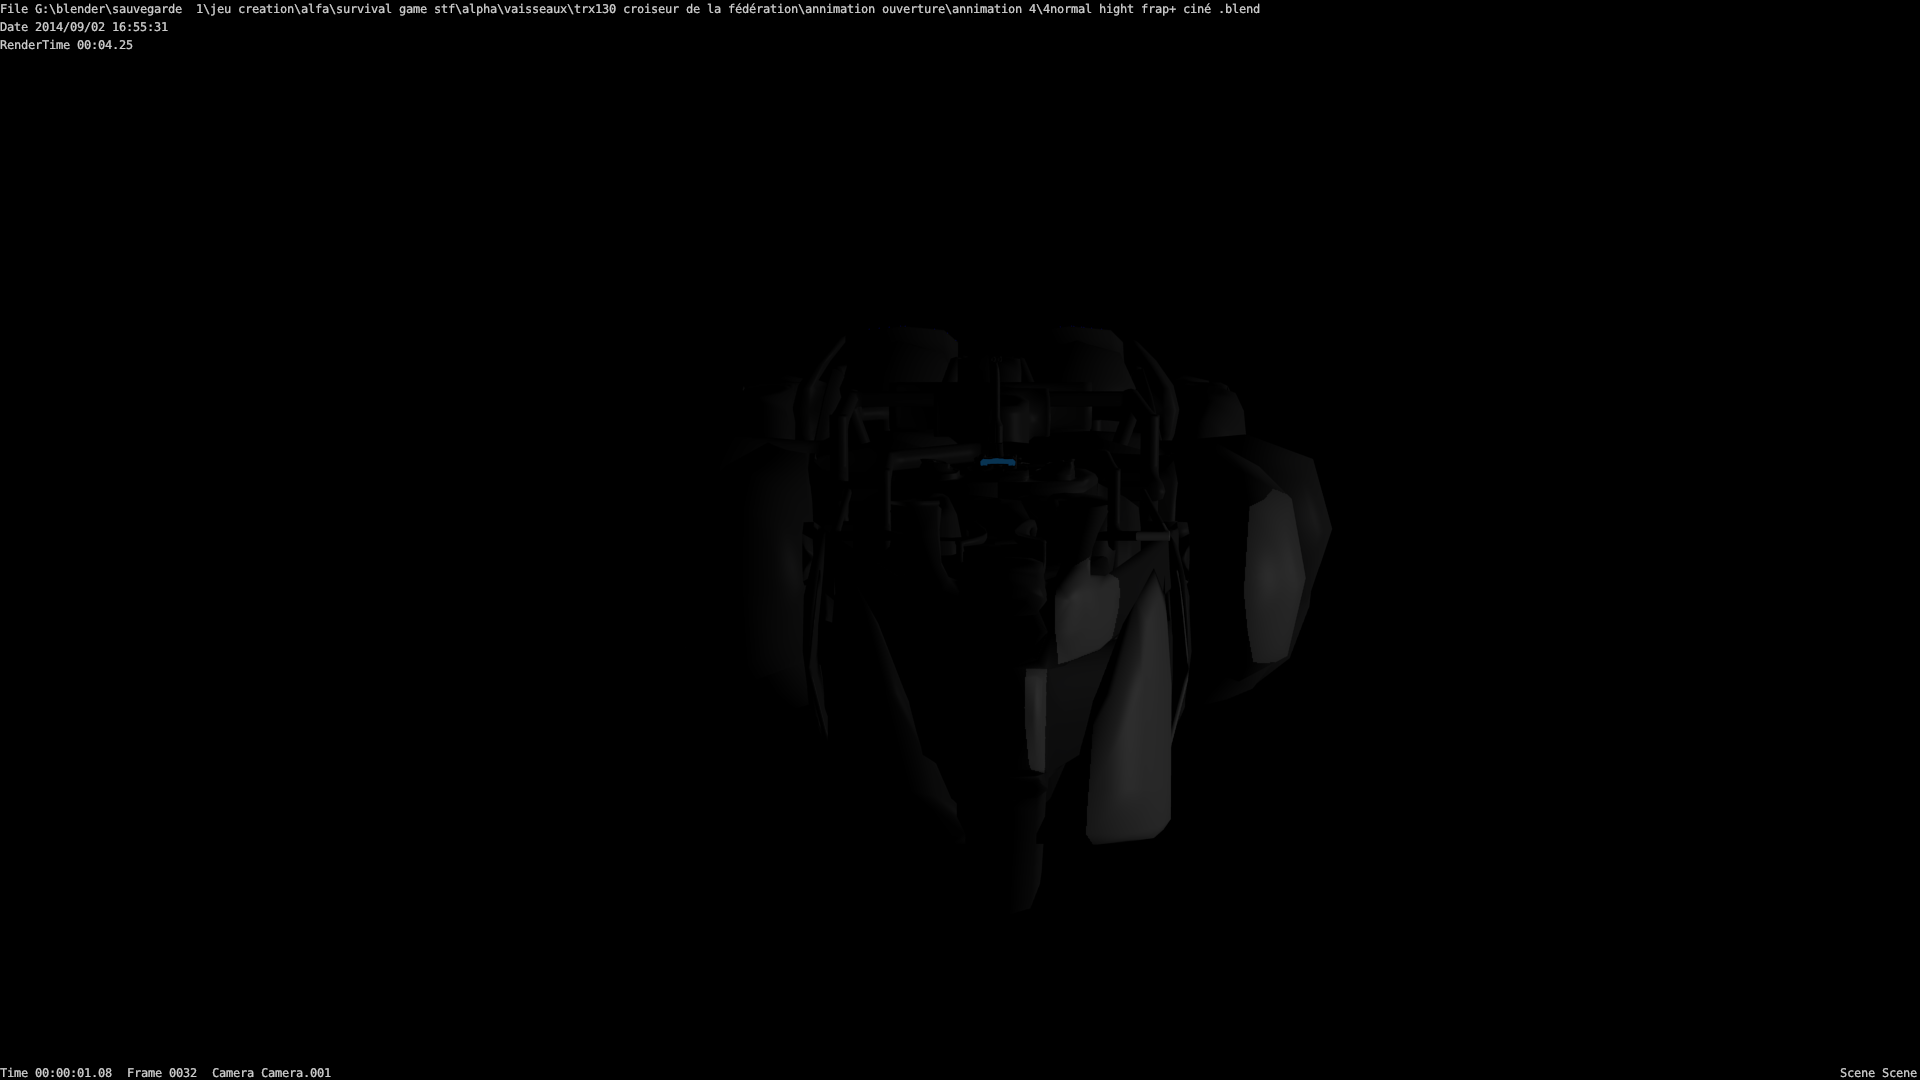 File G:\blender\sauvegarde  1\jeu creation\alfa\survival game stf\alpha\vaisseaux\trx130 croiseur de la fédération\annimation ouverture\annimation 4\4normal hight frap+ ciné .blend
Date 2014/09/02 16:55:31
RenderTime 00:04.25
Time 00:00:01.08  Frame 0032  Camera Camera.001  Scene Scene